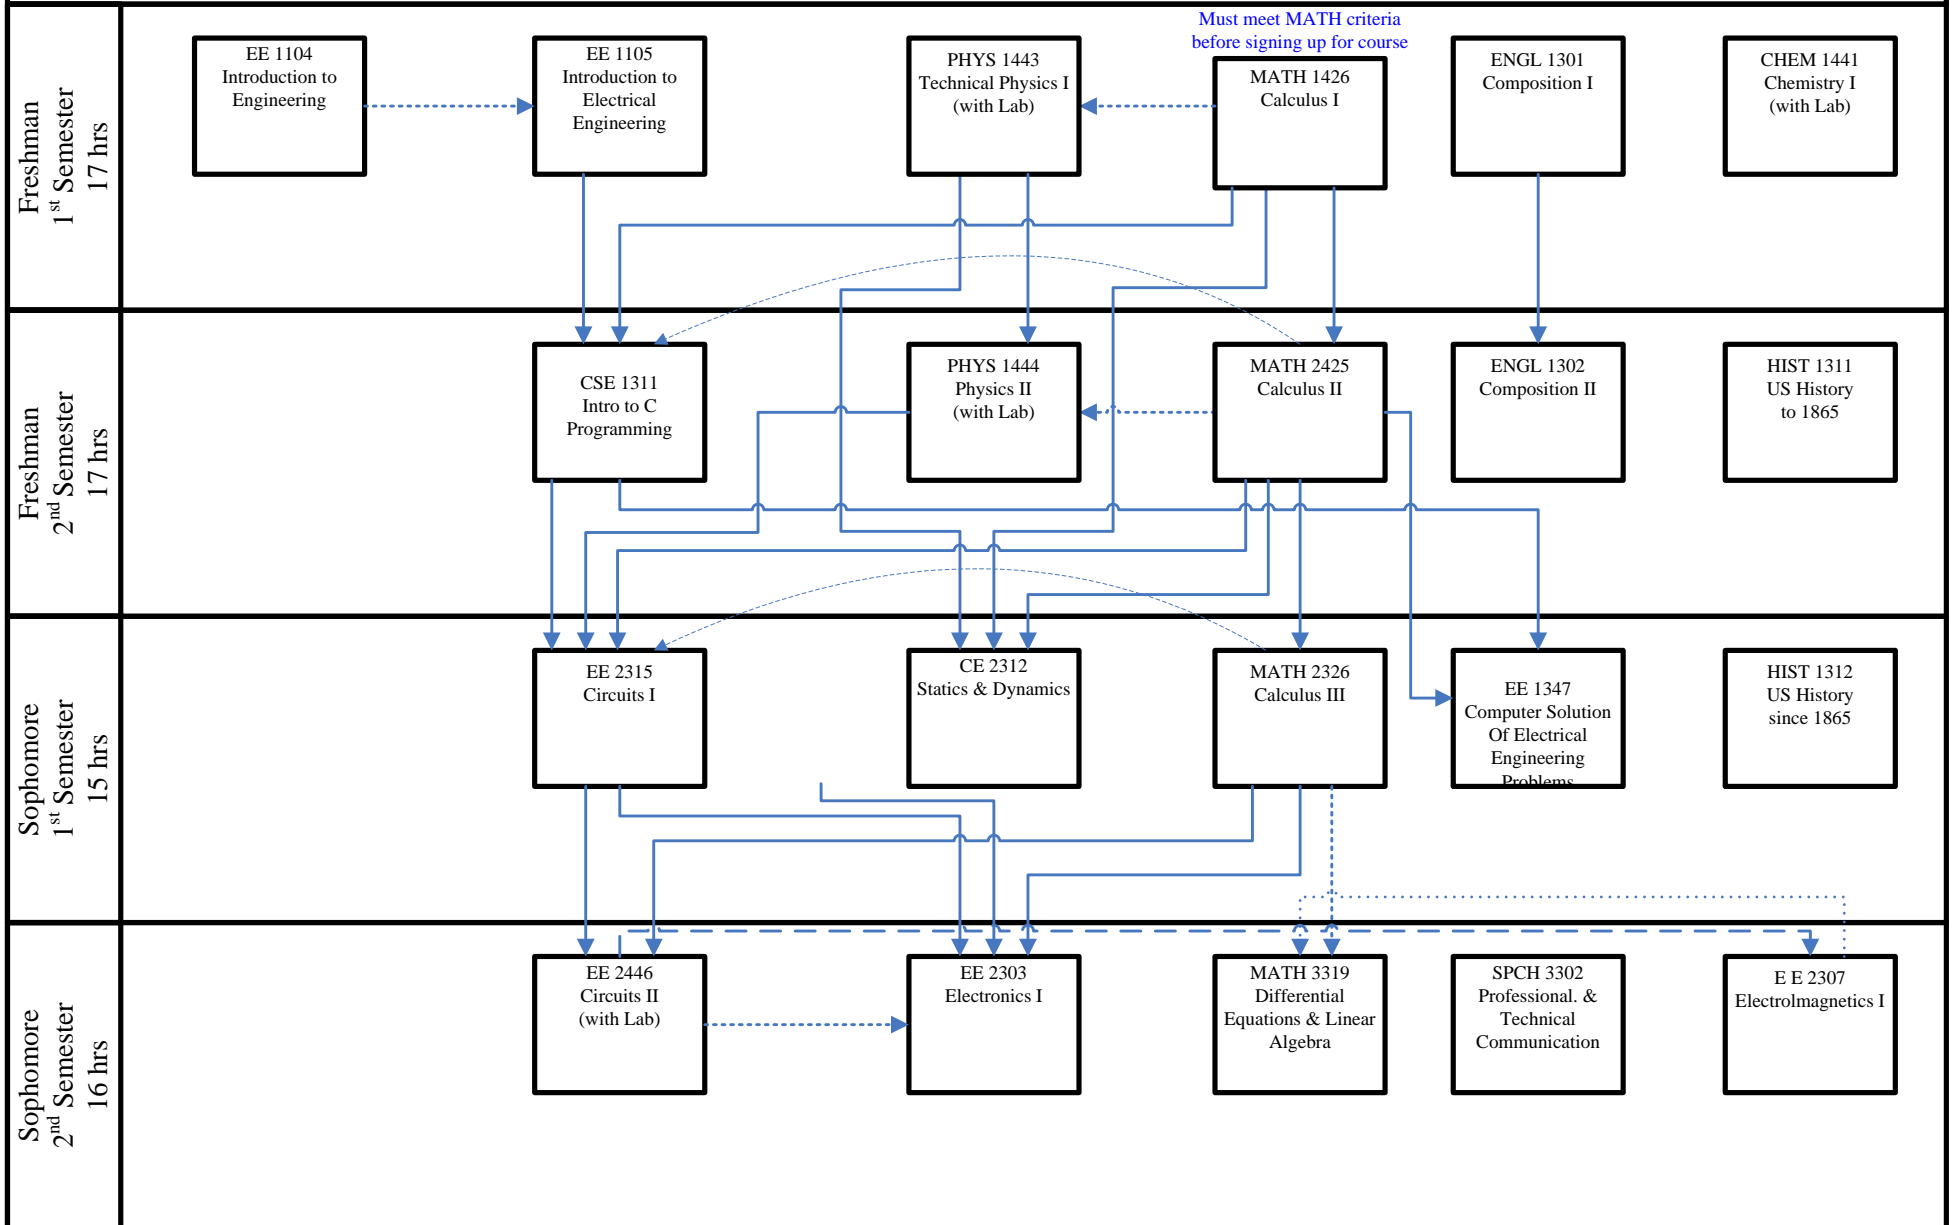 Must meet MATH criteria
before signing up for course
Freshman
1st Semester
17 hrs
EE 1104
Introduction to
Engineering
EE 1105
Introduction to
Electrical
Engineering
PHYS 1443
Technical Physics I
(with Lab)
MATH 1426
Calculus I
ENGL 1301
Composition I
CHEM 1441
Chemistry I
(with Lab)
Freshman
2nd Semester
17 hrs
CSE 1311
Intro to C
Programming
PHYS 1444
Physics II
(with Lab)
MATH 2425
Calculus II
ENGL 1302
Composition II
HIST 1311
US History
to 1865
Sophomore
1st Semester
15 hrs
EE 2315
Circuits I
CE 2312
Statics & Dynamics
MATH 2326
Calculus III
EE 1347
Computer Solution
Of Electrical
Engineering
Problems
HIST 1312
US History
since 1865
Sophomore
2nd Semester
16 hrs
EE 2446
Circuits II
(with Lab)
EE 2303
Electronics I
MATH 3319
Differential
Equations & Linear
Algebra
SPCH 3302
Professional. &
Technical
Communication
E E 2307
Electrolmagnetics I